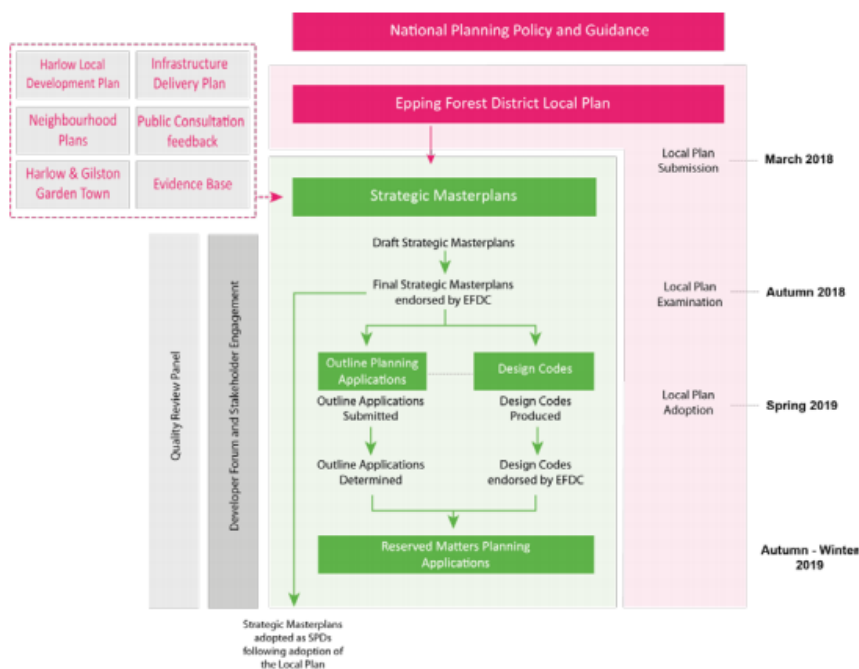 National Planning Policy and Guidance
Harlow Local
Development Plan
Infrastructure
Delivery Plan
Neighbourhood
Plans
Public Consultation
feedback
Harlow & Gilston
Garden Town
Evidence Base
Epping Forest District Local Plan
Local Plan
Submission
March 2018
Strategic Masterplans
Draft Strategic Masterplans
Final Strategic Masterplans
endorsed by EFDC
Local Plan
Examination
Autumn 2018
Quality Review Panel
Developer Forum and Stakeholder Engagement
Outline Planning
Applications
Design Codes
Outline Applications
Submitted
Design Codes
Produced
Local Plan
Adoption
Spring 2019
Outline Applications
Determined
Design Codes
endorsed by EFDC
Reserved Matters Planning
Applications
Autumn - Winter
2019
Strategic Masterplans
adopted as SPDs
following adoption of
the Local Plan